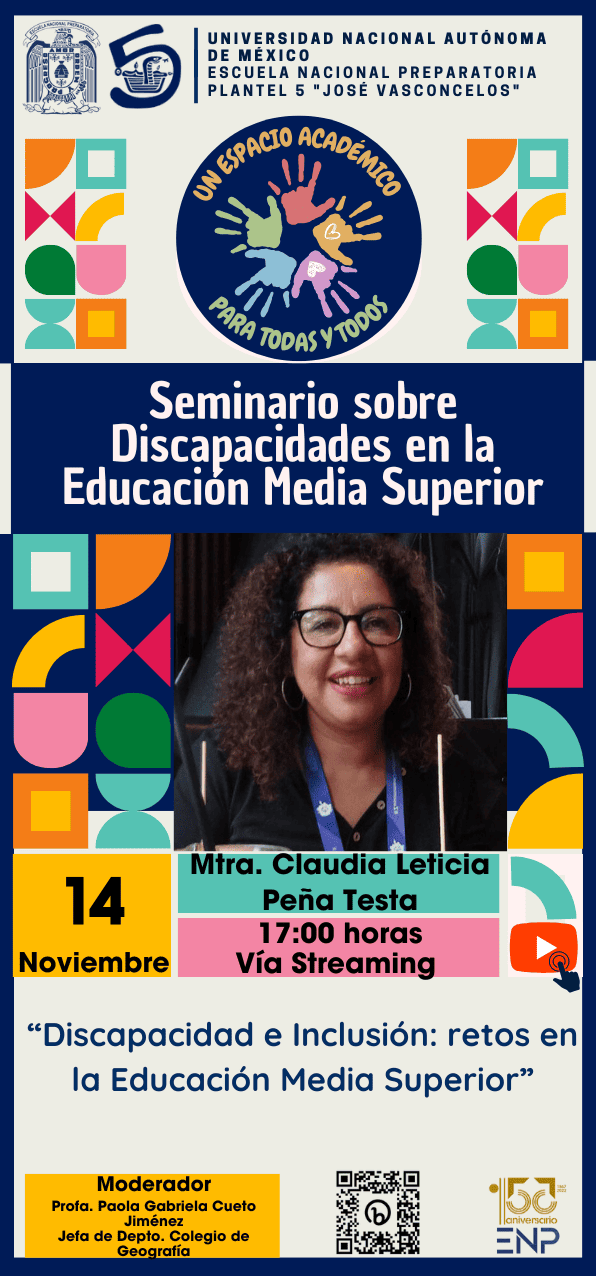 UNIVERSIDAD NACIONAL AUTÓNOMA
DE MÉXICO
ESCUELA NACIONAL PREPARATORIA
PLANTEL 5 "JOSÉ VASCONCELOS"
5
UN ESPACIO ACADÉMICO
PARA TODAS Y TODOS
Seminario sobre
Discapacidades en la
Educación Media Superior
Mtra. Claudia Leticia
Peña Testa
14
Noviembre
17:00 horas
Vía Streaming
“Discapacidad e Inclusión: retos en
la Educación Media Superior”
Moderador
Profa. Paola Gabriela Cueto
Jiménez
Jefa de Depto. Colegio de
Geografía
aniversario
ENP